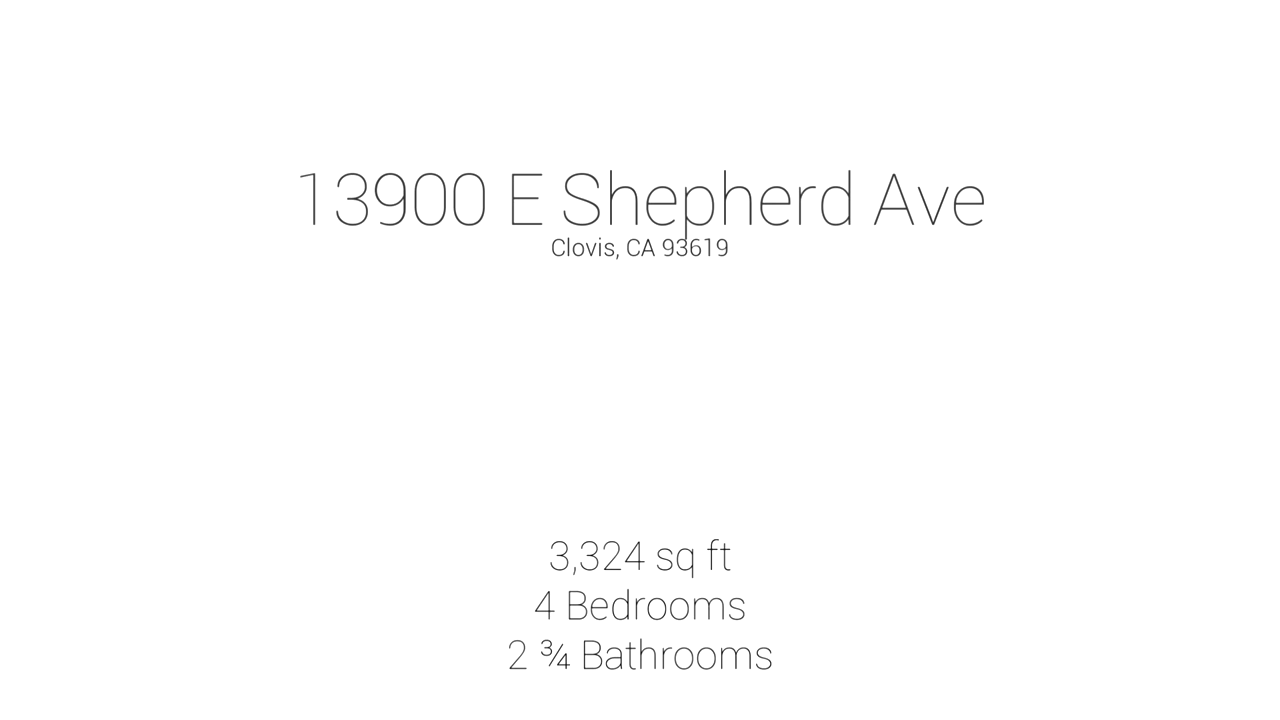 13900 E Shepherd Ave
Clovis, CA 93619
3,324 sq ft
4 Bedrooms
2 ¾ Bathrooms